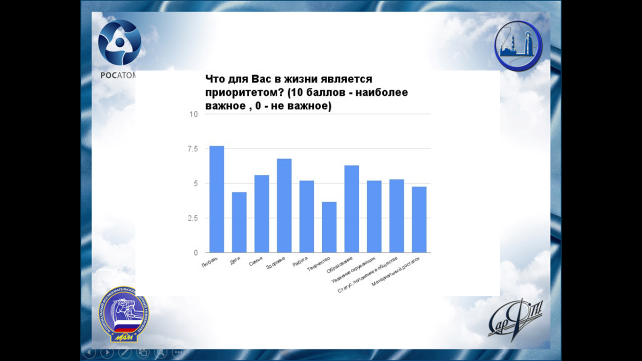 РОСАТОМ
Что для Вас в жизни является
приоритетом? (10 баллов - наиболее
важное , 0 - не важное)
10
7.5
5
2.5
0
Любовь
Дети
Семья
Здоровье
Работа
Творчество
Образование
Уважение окружающих
Статус, положение в обществе
Материальный достаток
СарФТИ